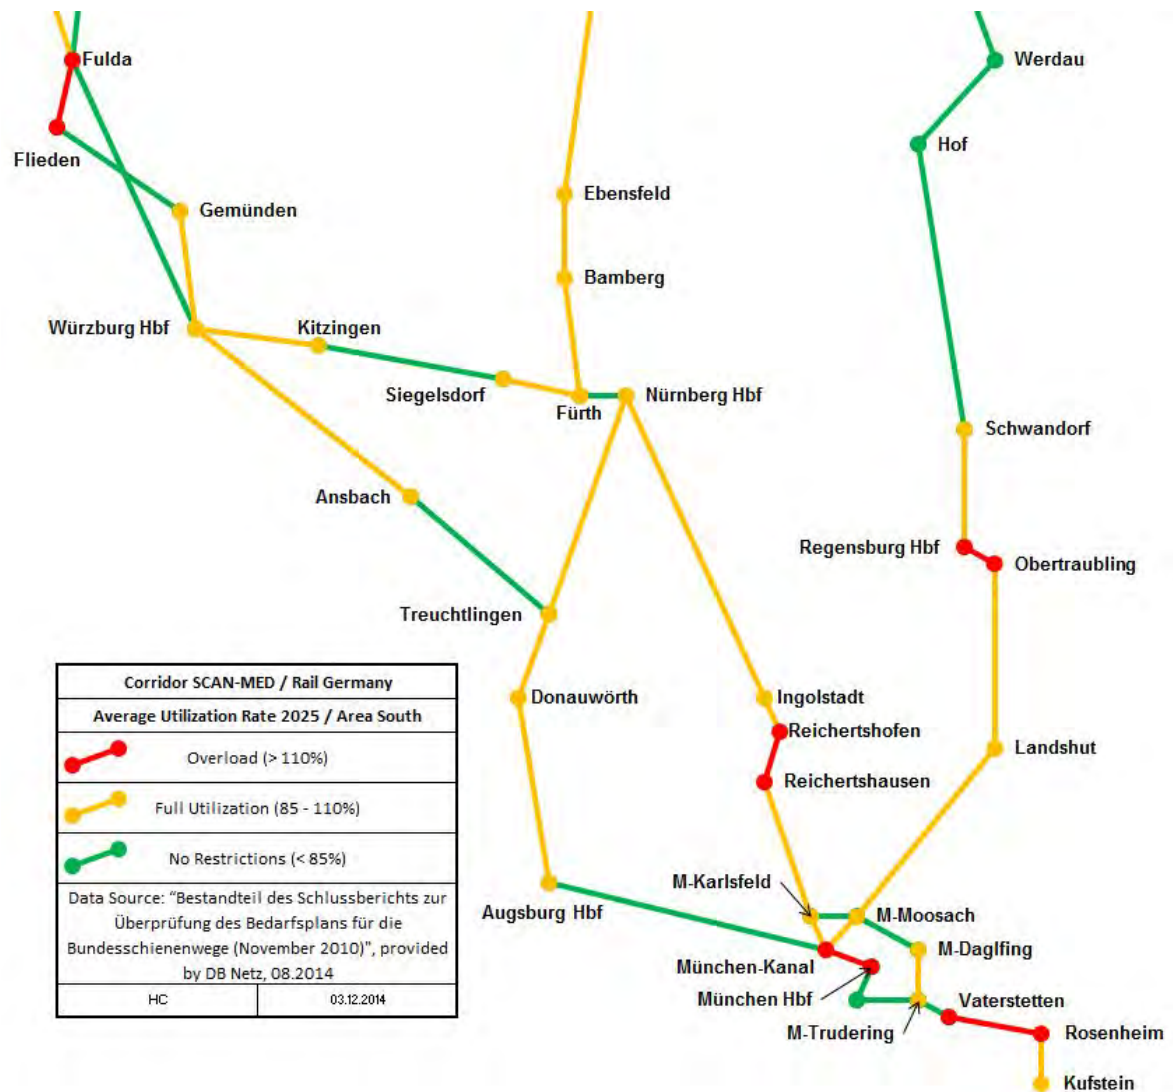 Fulda
Werdau
Flieden
Hof
Gemünden
Ebensfeld
Bamberg
Würzburg Hbf
Kitzingen
Siegelsdorf
Fürth
Nürnberg Hbf
Schwandorf
Ansbach
Regensburg Hbf
Obertraubling
Treuchtlingen
Donauwörth
Ingolstadt
Reichertshofen
Landshut
Reichertshausen
M-Karlsfeld
Augsburg Hbf
M-Moosach
M-Daglfing
München-Kanal
München Hbf
Vaterstetten
M-Trudering
Rosenheim
Kufstein
Corridor SCAN-MED / Rail Germany
Average Utilization Rate 2025 / Area South
Overload (> 110%)
Full Utilization (85 - 110%)
No Restrictions (< 85%)
Data Source: "Bestandteil des Schlussberichts zur
Überprüfung des Bedarfsplans für die
Bundesschienenwege (November 2010)", provided
by DB Netz, 08.2014
HC
03.12.2014